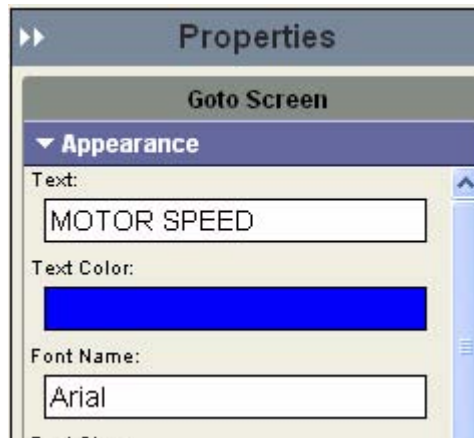 Properties
Goto Screen
Appearance
Text:
MOTOR SPEED
Text Color:
Font Name:
Arial